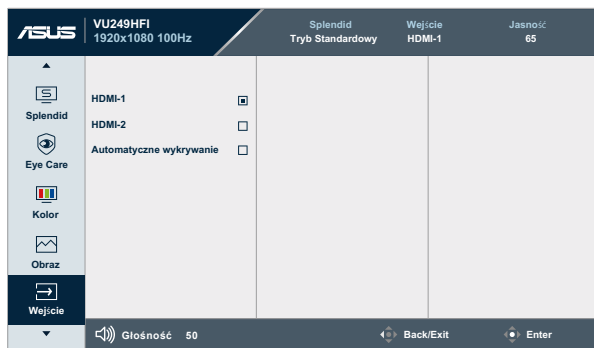 ASUS
VU249HFI
1920x1080 100Hz
Splendid
Tryb Standardowy
Wejście
HDMI-1
Jasność
65
Splendid
Eye Care
Kolor
Obraz
Wejście
HDMI-1
HDMI-2
Automatyczne wykrywanie
Głośność 50
Back/Exit
Enter